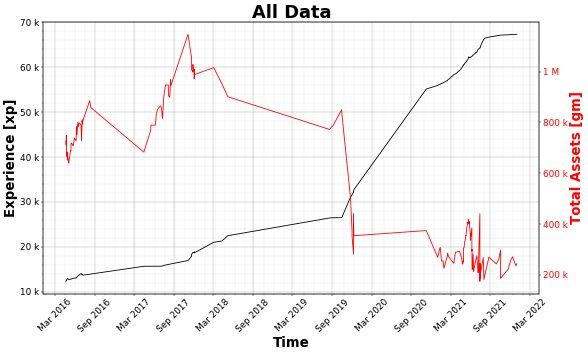 All Data
Experience [xp]
70 k
60 k
50 k
40 k
30 k
20 k
10 k
1 M
800 k
600 k
400 k
200 k
Total Assets [gm]
Mar 2016
Sep 2016
Mar 2017
Sep 2017
Mar 2018
Sep 2018
Mar 2019
Sep 2019
Mar 2020
Sep 2020
Mar 2021
Sep 2021
Mar 2022
Time